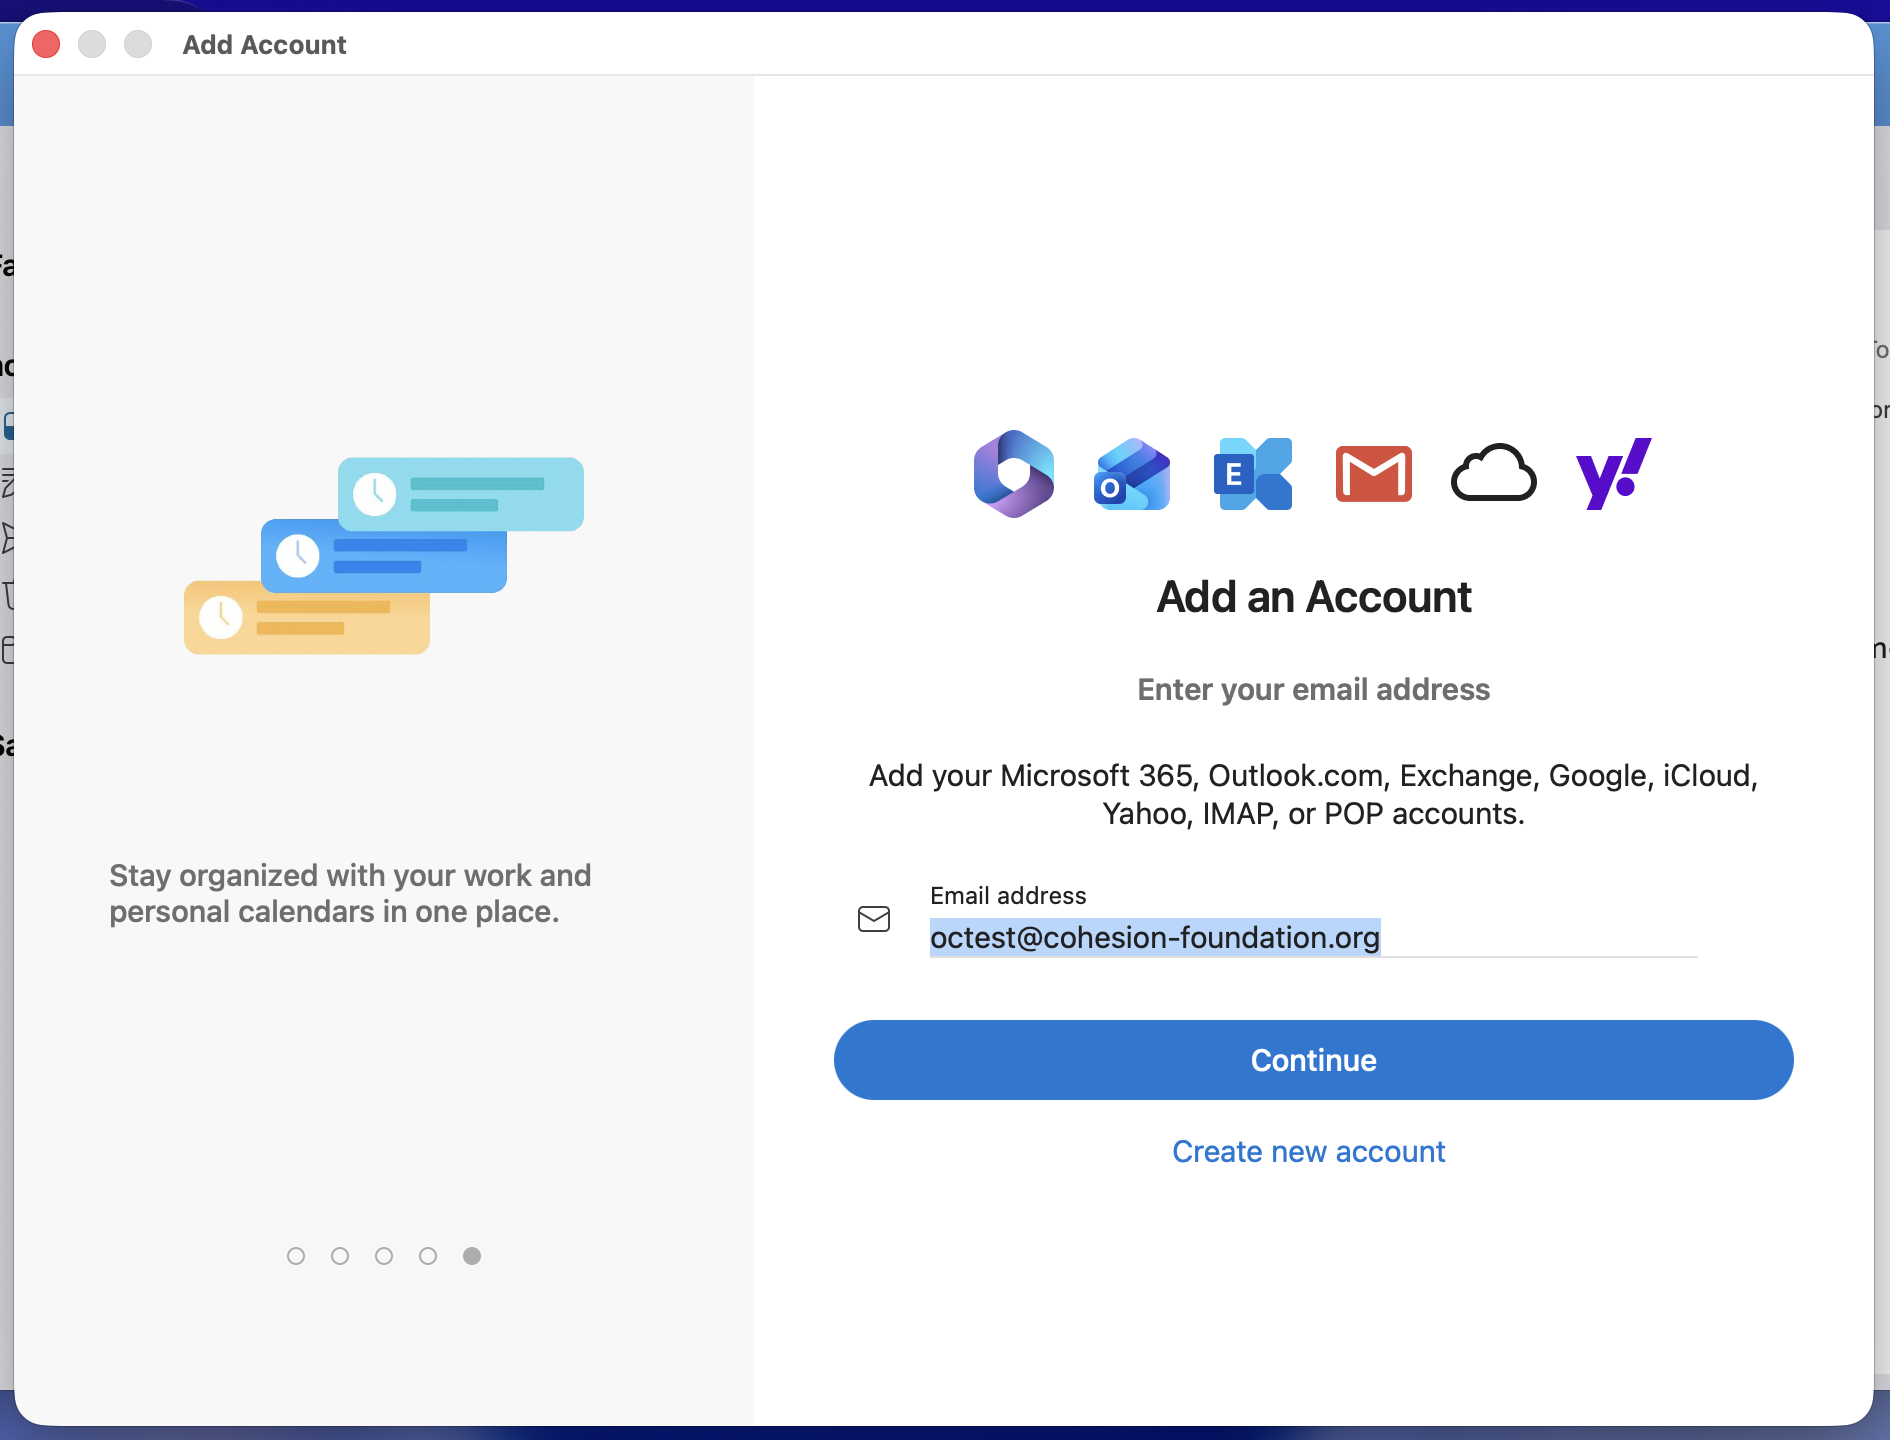 Add Account
O
E
y!
Add an Account
Enter your email address
Add your Microsoft 365, Outlook.com, Exchange, Google, iCloud,
Yahoo, IMAP, or POP accounts.
Email address
octest@cohesion-foundation.org
Continue
Create new account
Stay organized with your work and
personal calendars in one place.